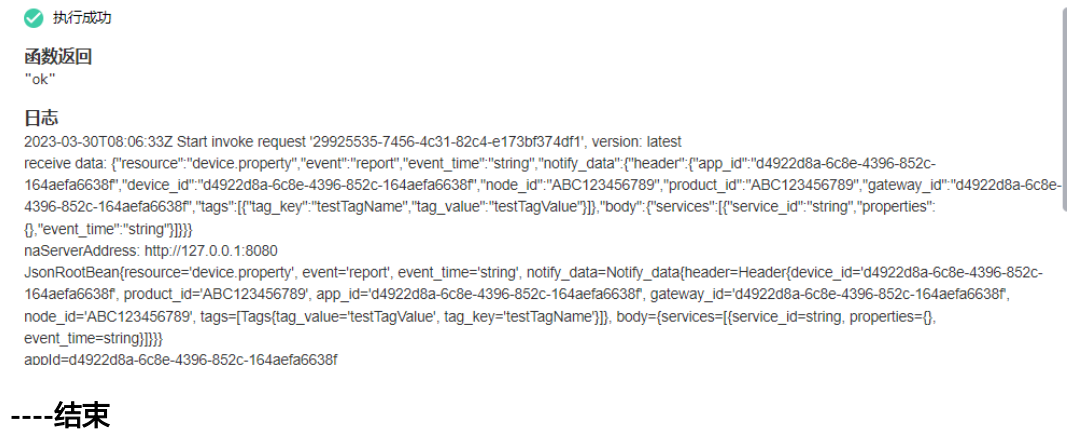 执行成功
函数返回
"ok"
日志
2023-03-30T08:06:33Z Start invoke request '29925535-7456-4c31-82c4-e173bf374df1', version: latest
receive data: {"resource":"device.property","event":"report","event_time":"string","notify_data":{"header":{"app_id":"d4922d8a-6c8e-4396-852c-
164aefa6638f","device_id":"d4922d8a-6c8e-4396-852c-164aefa6638f","node_id":"ABC123456789","product_id":"ABC123456789","gateway_id":"d4922d8a-6c8e-
4396-852c-164aefa6638f","tags":[{"tag_key":"testTagName","tag_value":"testTagValue"}]},"body":{"services":[{"service_id":"string","properties":
{},"event_time":"string"}]}}}
naServerAddress: http://127.0.0.1:8080
JsonRootBean{resource='device.property', event='report', event_time='string', notify_data=Notify_data{header=Header{device_id='d4922d8a-6c8e-4396-852c-
164aefa6638f', product_id='ABC123456789', app_id='d4922d8a-6c8e-4396-852c-164aefa6638f', gateway_id='d4922d8a-6c8e-4396-852c-164aefa6638f',
node_id='ABC123456789', tags=[Tags{tag_value='testTagValue', tag_key='testTagName'}]}, body={services=[{service_id=string, properties={},
event_time=string}]}}}
appId=d4922d8a-6c8e-4396-852c-164aefa6638f
----结束